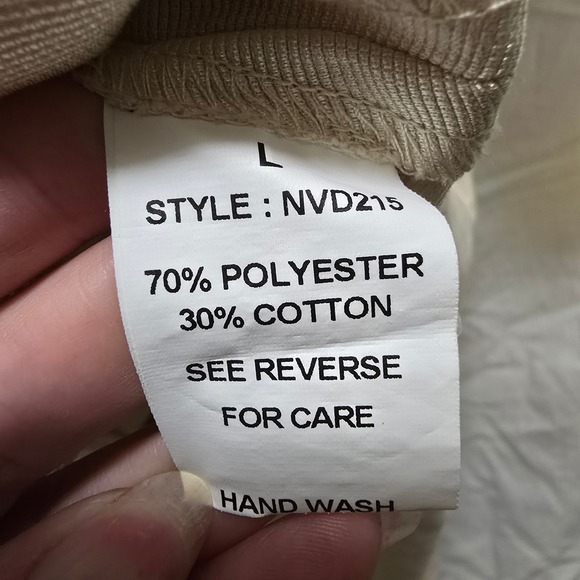 L
STYLE : NVD215
70% POLYESTER
30% COTTON
SEE REVERSE
FOR CARE
HAND WASH